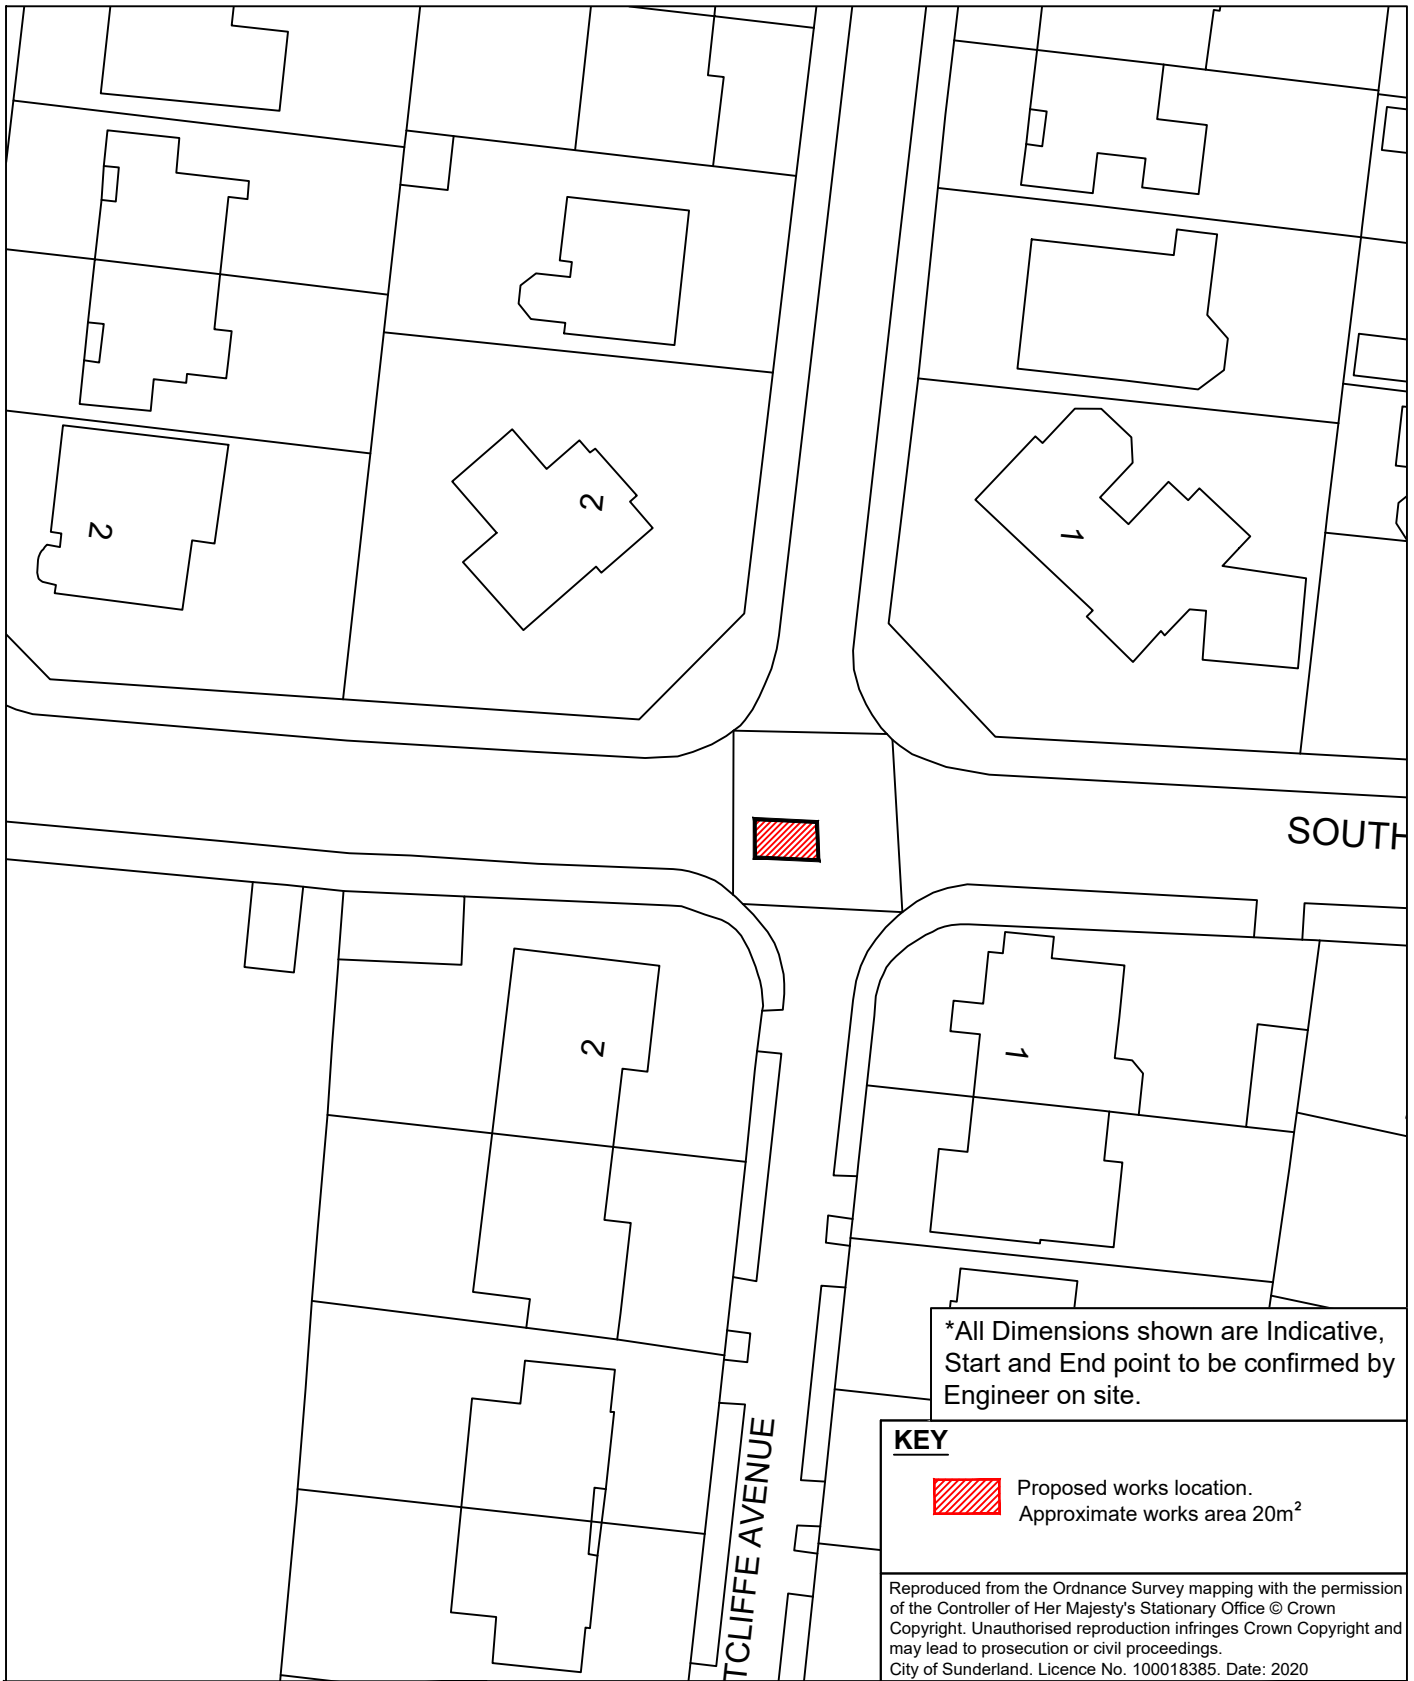 2
2
1
SOUTH
2
1
TCLIFFE AVENUE
*All Dimensions shown are Indicative,
Start and End point to be confirmed by
Engineer on site.
KEY
Proposed works location.
Approximate works area 20m²
Reproduced from the Ordnance Survey mapping with the permission
of the Controller of Her Majesty's Stationary Office © Crown
Copyright. Unauthorised reproduction infringes Crown Copyright and
may lead to prosecution or civil proceedings.
City of Sunderland. Licence No. 100018385. Date: 2020